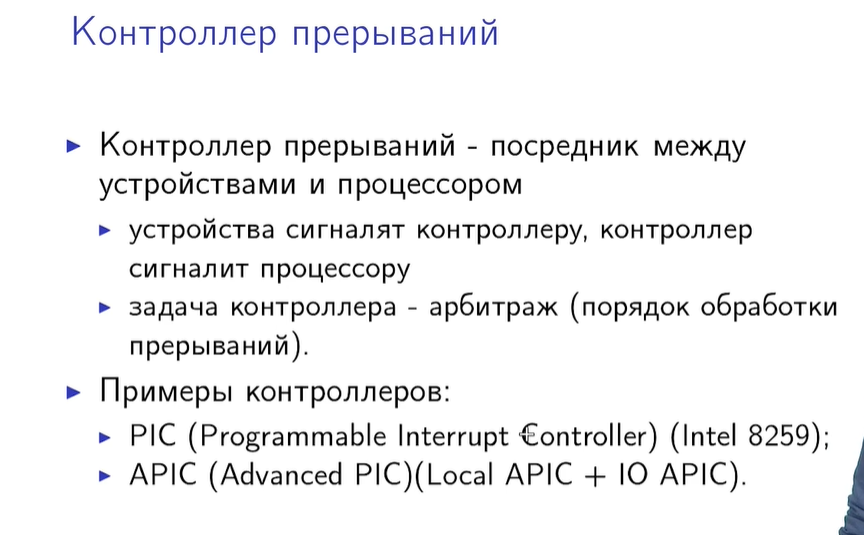 Контроллер прерываний
Контроллер прерываний - посредник между
устройствами и процессором
устройства сигналят контроллеру, контроллер
сигналит процессору
задача контроллера - арбитраж (порядок обработки
прерываний).
Примеры контроллеров:
PIC (Programmable Interrupt Controller) (Intel 8259);
APIC (Advanced PIC)(Local APIC + IO APIC).